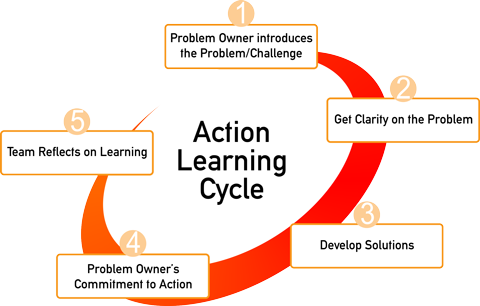 1
Problem Owner introduces
the Problem/Challenge
2
Get Clarity on the Problem
3
Develop Solutions
4
Problem Owner's
Commitment to Action
5
Team Reflects on Learning
Action
Learning
Cycle